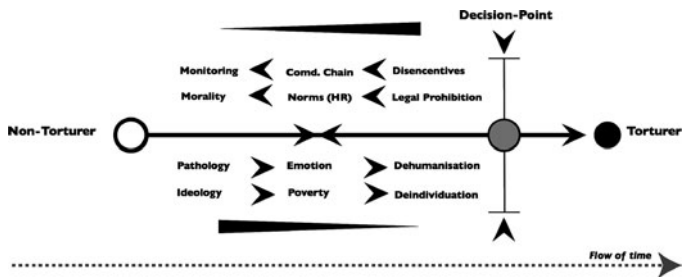 Decision-Point
Monitoring Comd. Chain Disencentives
Morality Norms (HR) Legal Prohibition
Non-Torturer Torturer
Pathology Emotion Dehumanisation
Ideology Poverty Deindividuation
Flow of time